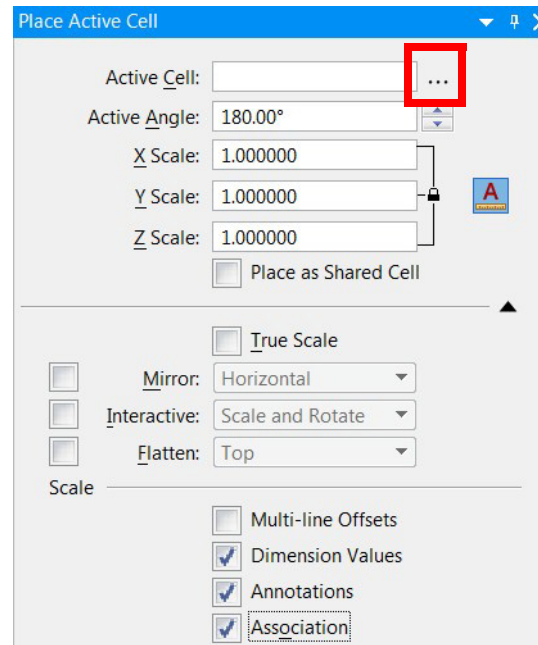 Place Active Cell
Active Cell: ...
Active Angle: 180.00°
X Scale: 1.000000
Y Scale: 1.000000
A
Z Scale: 1.000000
Place as Shared Cell
True Scale
Mirror: Horizontal
Interactive: Scale and Rotate
Flatten: Top
Scale
Multi-line Offsets
Dimension Values
Annotations
Association